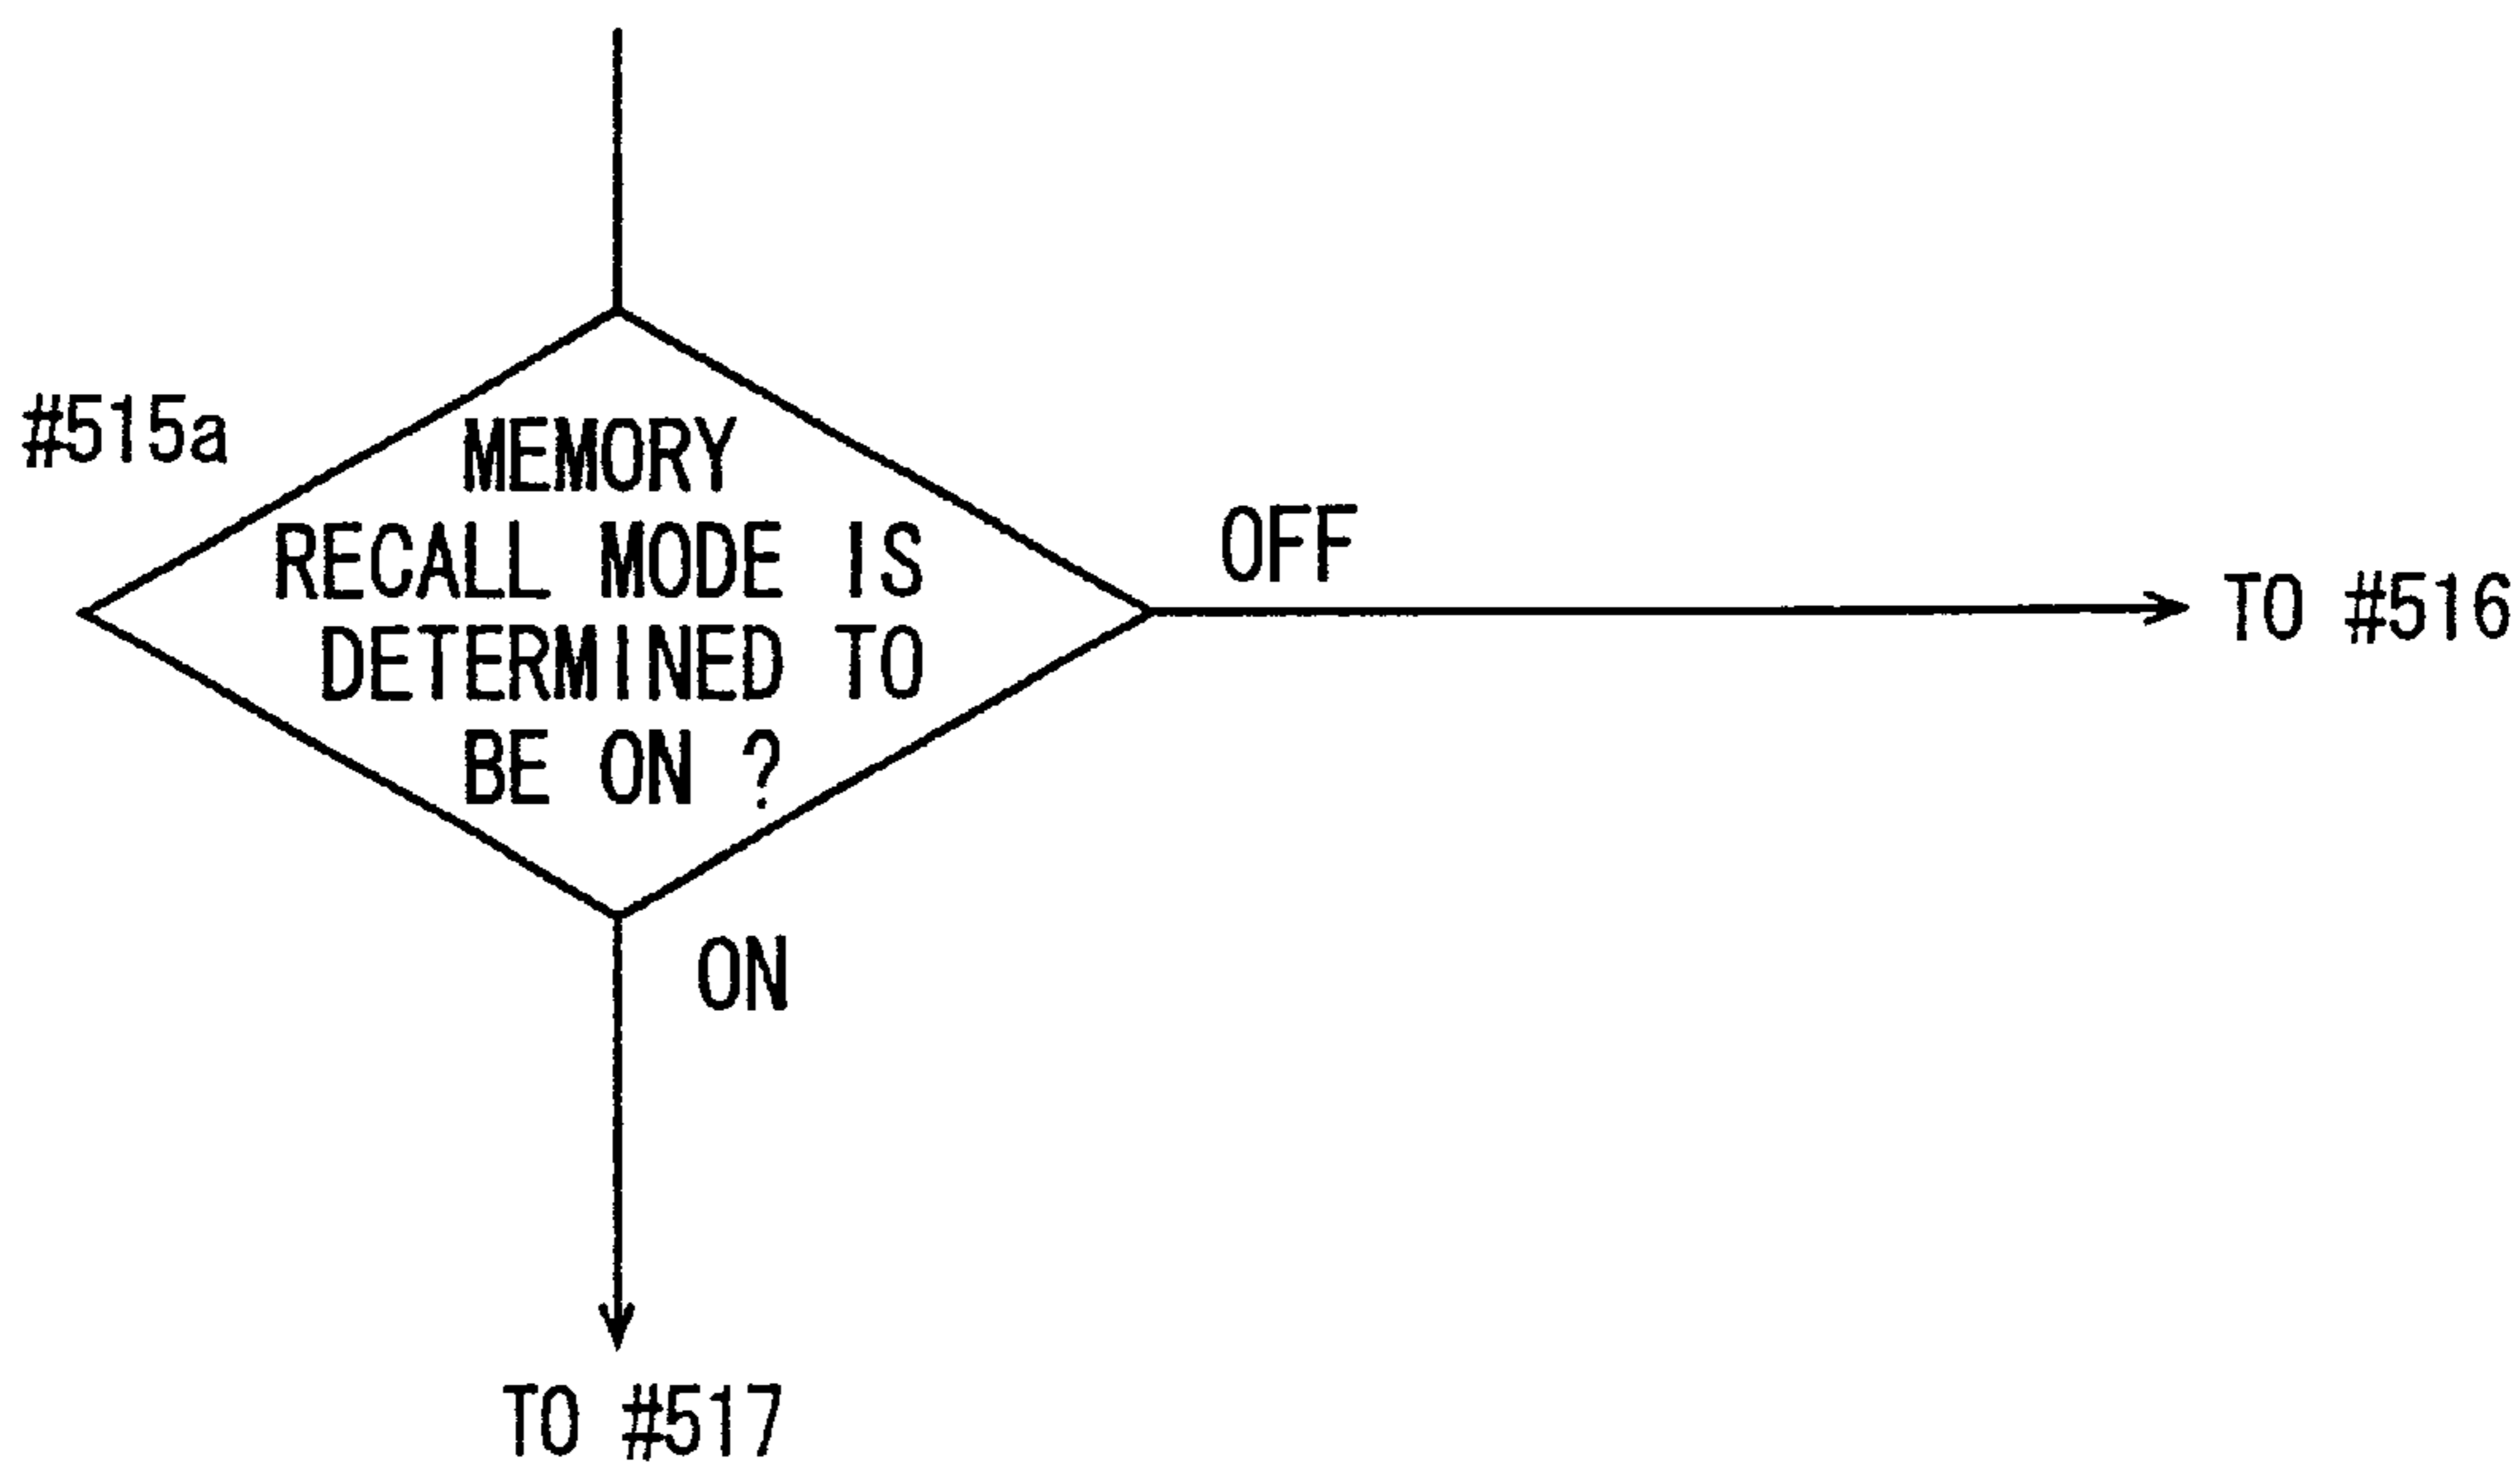 #515a
MEMORY
RECALL MODE IS
DETERMINED TO
BE ON ?
OFF
TO #516
ON
TO #517